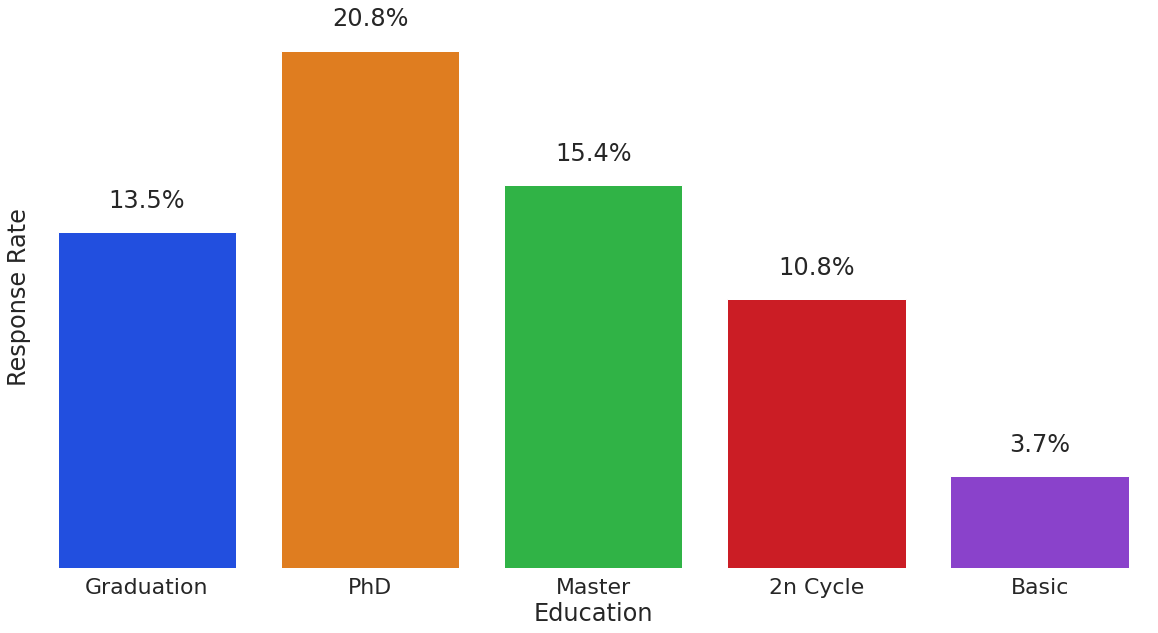 20.8%
15.4%
13.5%
10.8%
3.7%
Response Rate
Graduation
PhD
Master
2n Cycle
Basic
Education